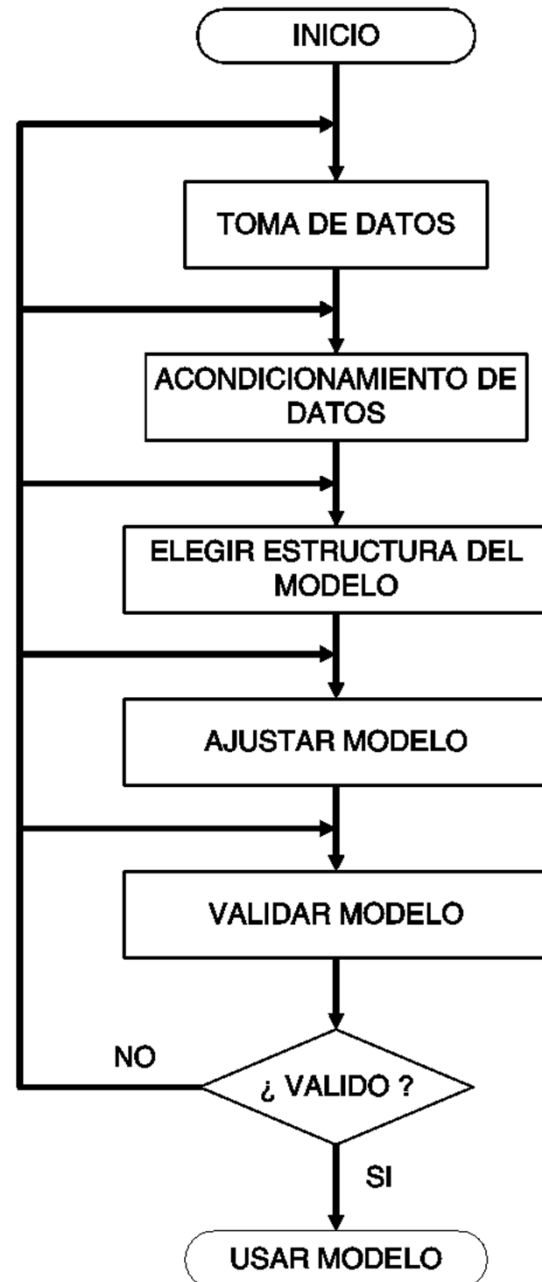 INICIO
TOMA DE DATOS
ACONDICIONAMIENTO DE
DATOS
ELEGIR ESTRUCTURA DEL
MODELO
AJUSTAR MODELO
VALIDAR MODELO
NO
¿ VALIDO ?
SI
USAR MODELO